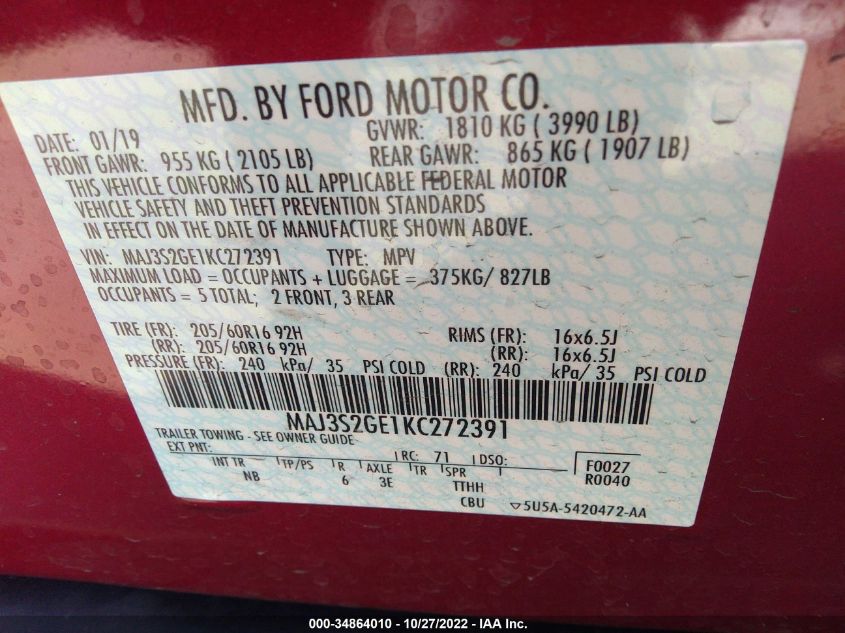 MFD. BY FORD MOTOR CO.
DATE: 01/19 GVWR: 1810 KG ( 3990 LB)
FRONT GAWR: 955 KG ( 2105 LB) REAR GAWR: 865 KG ( 1907 LB)
THIS VEHICLE CONFORMS TO ALL APPLICABLE FEDERAL MOTOR
VEHICLE SAFETY AND THEFT PREVENTION STANDARDS
IN EFFECT ON THE DATE OF MANUFACTURE SHOWN ABOVE.
VIN: MAJ3S2GE1KC272391 TYPE: MPV
MAXIMUM LOAD = OCCUPANTS + LUGGAGE = 375KG/ 827LB
OCCUPANTS = 5 TOTAL; 2 FRONT, 3 REAR
TIRE (FR): 205/60R16 92H RIMS (FR): 16x6.5J
(RR): 205/60R16 92H (RR): 16x6.5J
PRESSURE (FR): 240 kPa/ 35 PSI COLD (RR): 240 kPa/ 35 PSI COLD
MAJ3S2GE1KC272391
TRAILER TOWING - SEE OWNER GUIDE
EXT PNT: RC: 71 DSO: F0027
INT TR TP/PS R AXLE TR SPR R0040
NB 6 3E TTHH
CBU 5U5A-5420472-AA
000-34864010 - 10/27/2022 - IAA Inc.